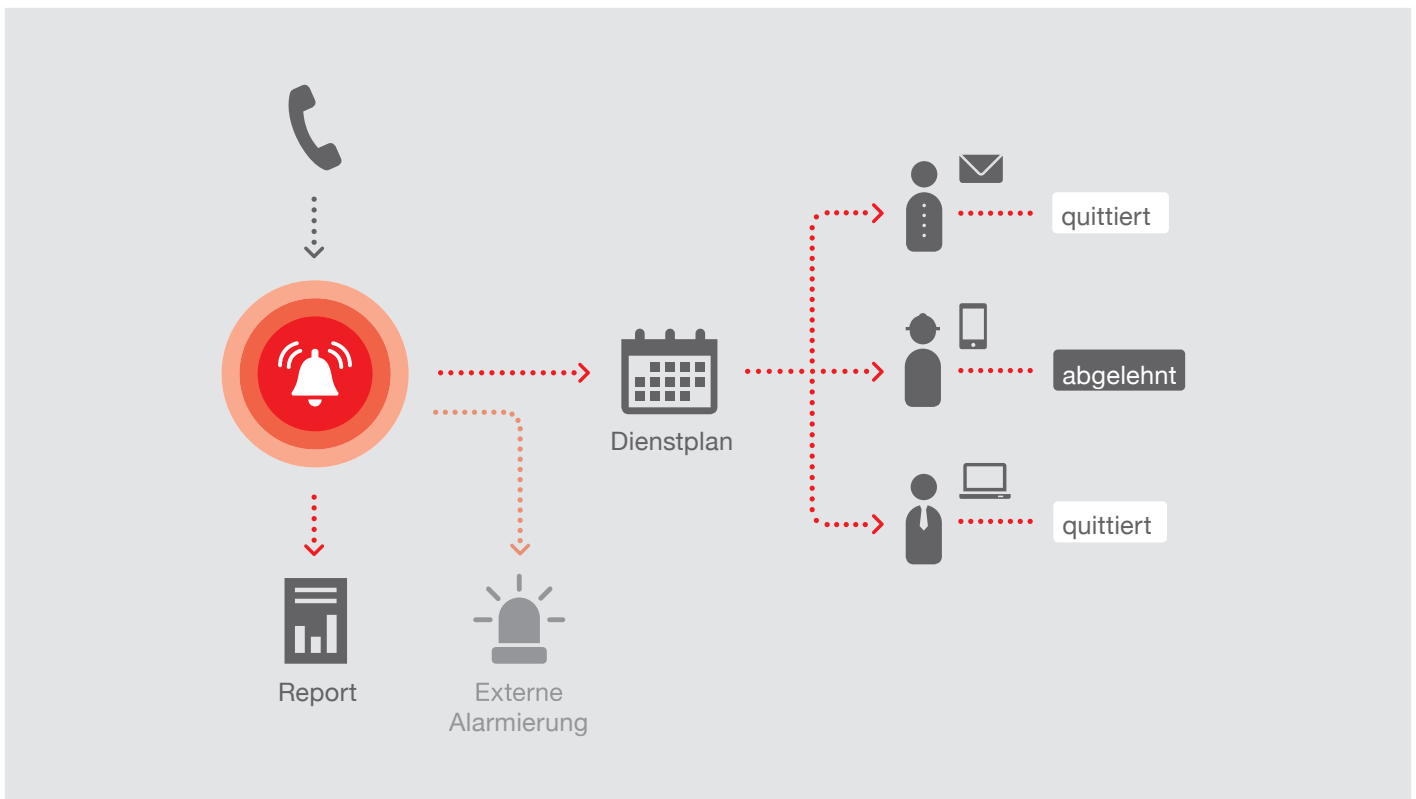 quittiert
abgelehnt
Dienstplan
quittiert
Report
Externe
Alarmierung